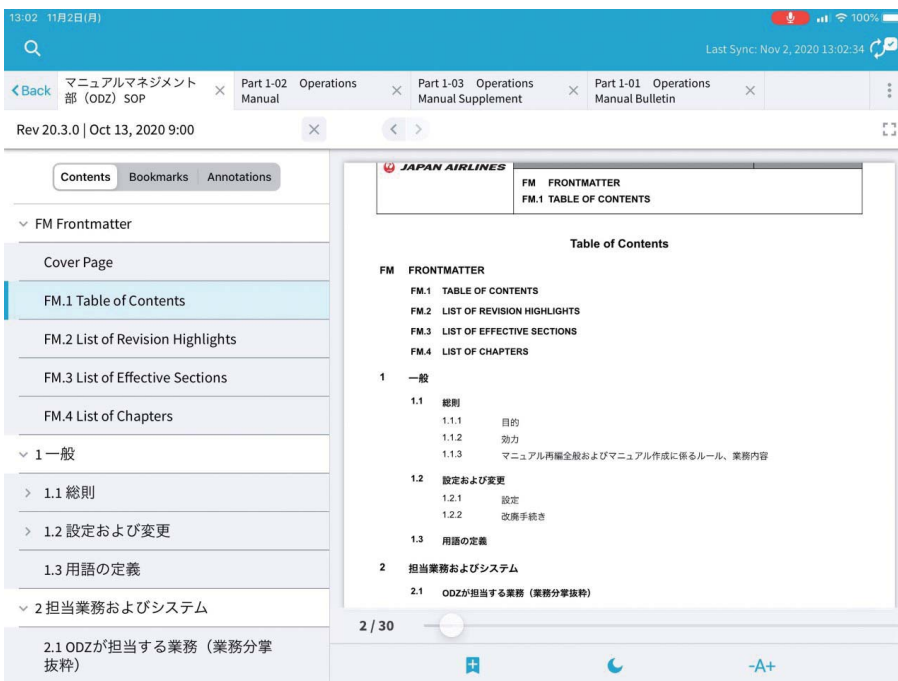 13:02 11月2日(月)
100%
Last Sync: Nov 2, 2020 13:02:34
Back
マニュアルマネジメント
部（ODZ）SOP
Part 1-02 Operations
Manual
Part 1-03 Operations
Manual Supplement
Part 1-01 Operations
Manual Bulletin
Rev 20.3.0 | Oct 13, 2020 9:00
Contents Bookmarks Annotations
FM Frontmatter
Cover Page
FM.1 Table of Contents
FM.2 List of Revision Highlights
FM.3 List of Effective Sections
FM.4 List of Chapters
1 一般
1.1 総則
1.2 設定および変更
1.3 用語の定義
2 担当業務およびシステム
2.1 ODZが担当する業務（業務分掌
抜粋）
JAPAN AIRLINES
FM FRONTMATTER
FM.1 TABLE OF CONTENTS
Table of Contents
FM FRONTMATTER
FM.1 TABLE OF CONTENTS
FM.2 LIST OF REVISION HIGHLIGHTS
FM.3 LIST OF EFFECTIVE SECTIONS
FM.4 LIST OF CHAPTERS
1 一般
1.1 総則
1.1.1 目的
1.1.2 効力
1.1.3 マニュアル再編全般およびマニュアル作成に係るルール、業務内容
1.2 設定および変更
1.2.1 設定
1.2.2 改廃手続き
1.3 用語の定義
2 担当業務およびシステム
2.1 ODZが担当する業務（業務分掌抜粋）
2 / 30
-A+